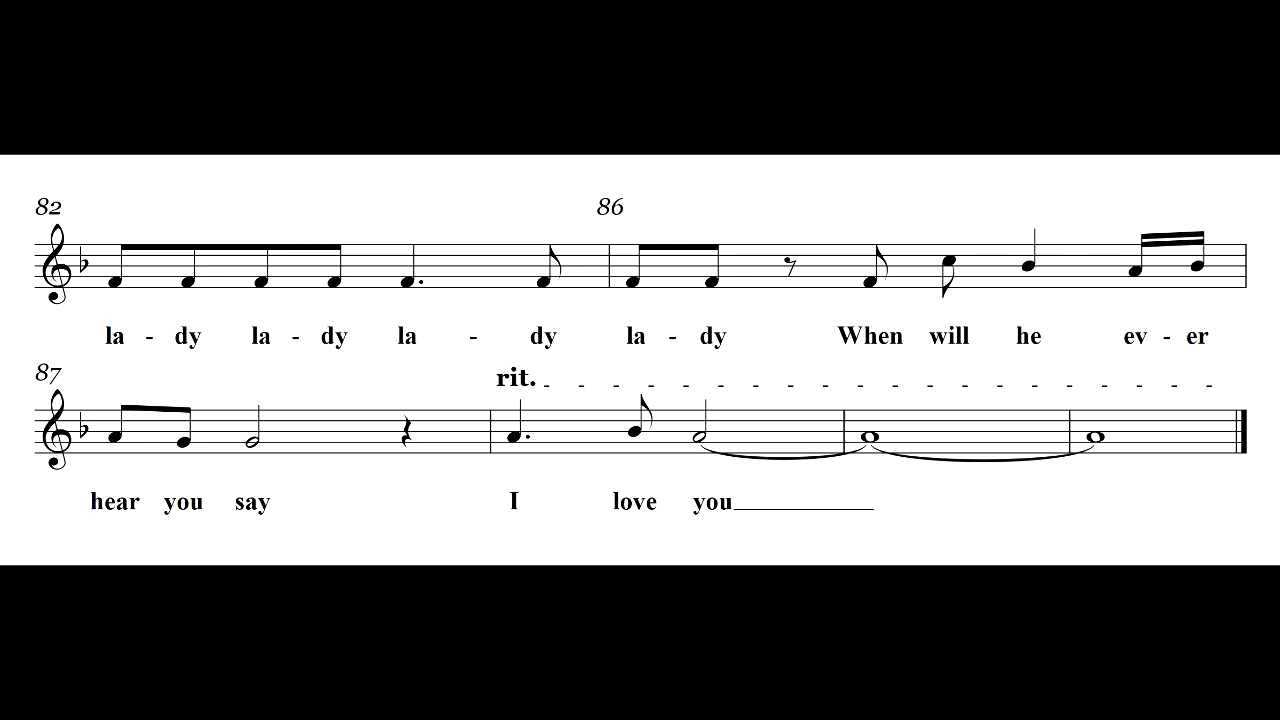 82 86
la - dy la - dy la - dy la - dy When will he ev - er
87 rit. - - - - - - - - - - - - - - - - - - - -
hear you say I love you____________